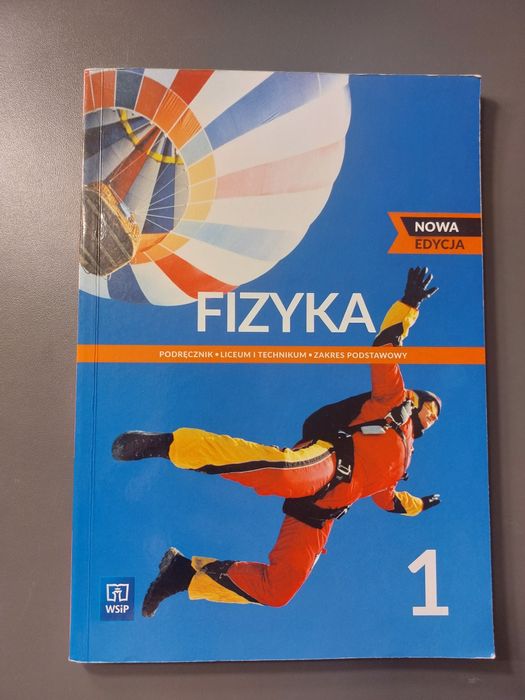 NOWA
EDYCJA
FIZYKA
PODRĘCZNIK • LICEUM I TECHNIKUM • ZAKRES PODSTAWOWY
1
WSiP